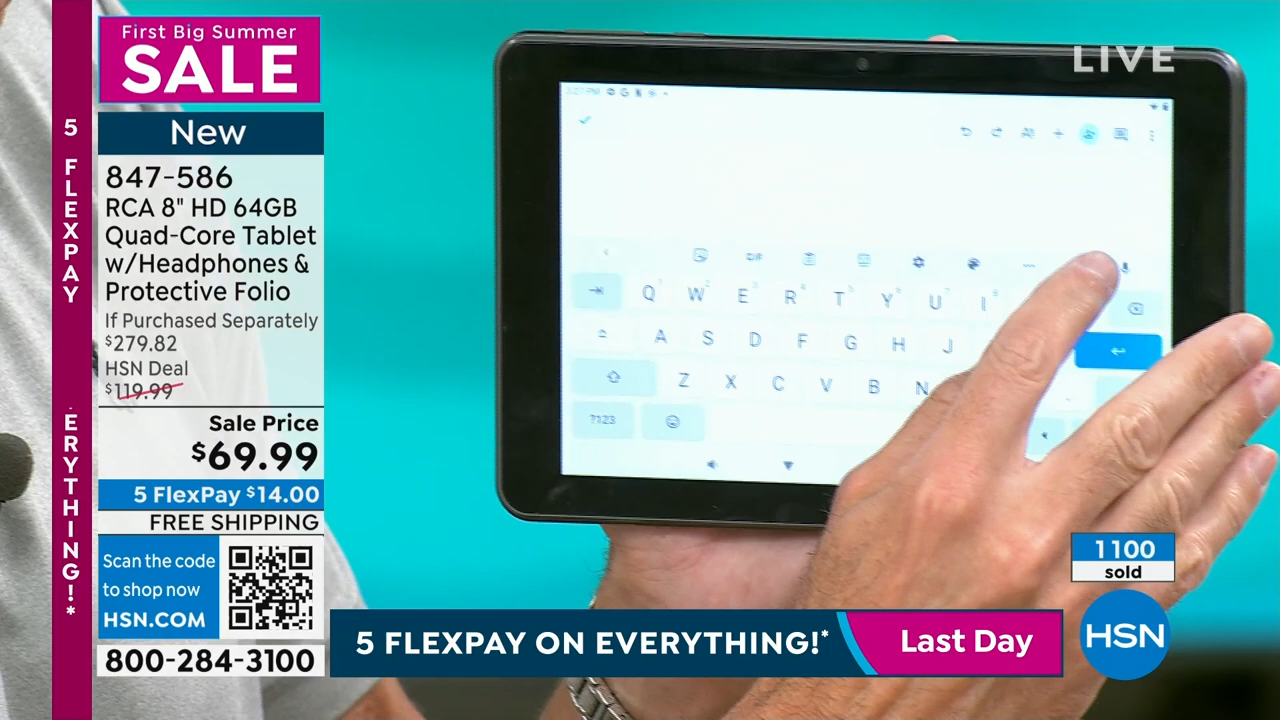 First Big Summer
SALE
New
847-586
RCA 8" HD 64GB
Quad-Core Tablet
w/Headphones &
Protective Folio
If Purchased Separately
$279.82
HSN Deal
$119.99
Sale Price
$69.99
5 FlexPay $14.00
FREE SHIPPING
Scan the code
to shop now
HSN.COM
800-284-3100
5 FLEXPAY
ERYTHING!*
LIVE
Q W E R T Y U I
A S D F G H J
Z X C V B N
?123
1100
sold
5 FLEXPAY ON EVERYTHING!*
Last Day
HSN